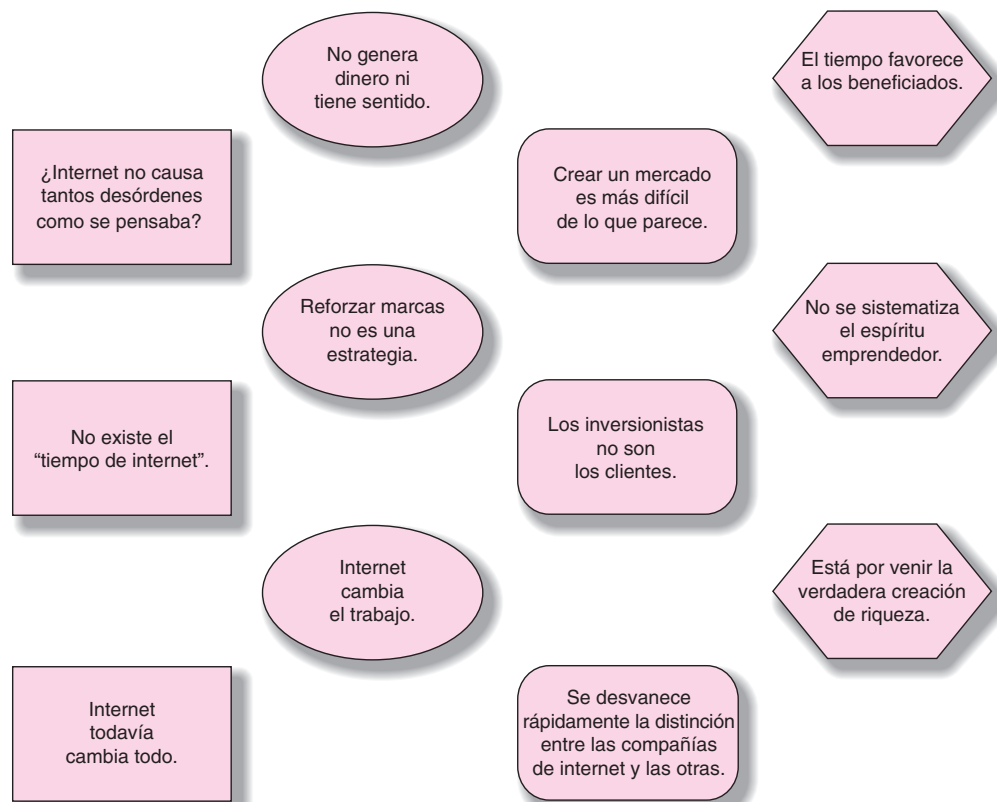 No genera
dinero ni
tiene sentido.
El tiempo favorece
a los beneficiados.
¿Internet no causa
tantos desórdenes
como se pensaba?
Crear un mercado
es más difícil
de lo que parece.
Reforzar marcas
no es una
estrategia.
No se sistematiza
el espíritu
emprendedor.
No existe el
“tiempo de internet”.
Los inversionistas
no son
los clientes.
Internet
cambia
el trabajo.
Está por venir la
verdadera creación
de riqueza.
Internet
todavía
cambia todo.
Se desvanece
rápidamente la distinción
entre las compañías
de internet y las otras.